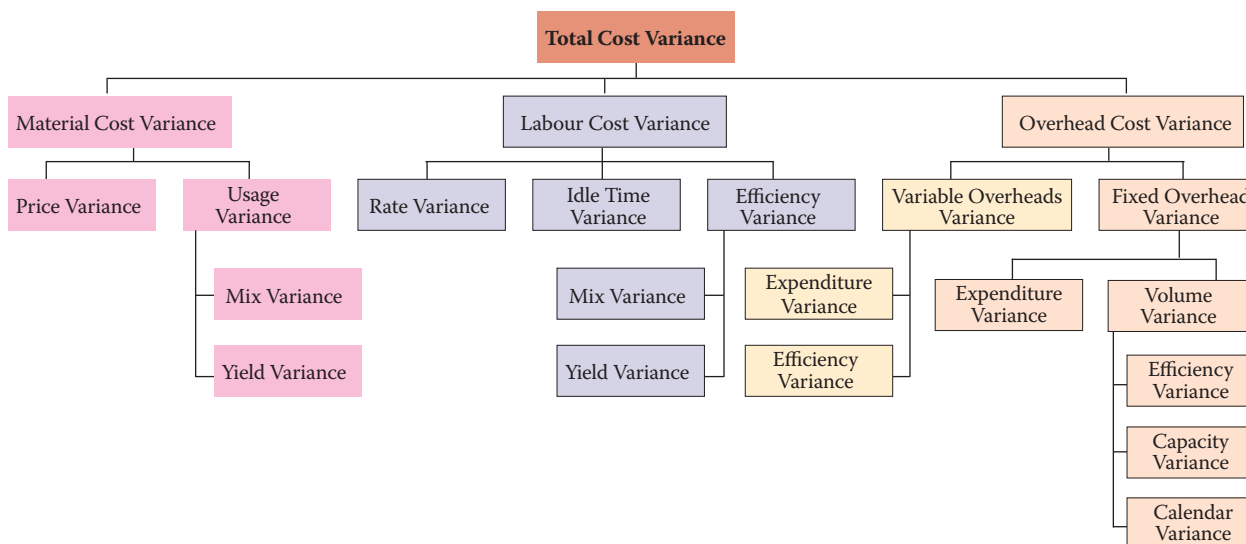 Total Cost Variance
Material Cost Variance
Labour Cost Variance
Overhead Cost Variance
Price Variance
Usage
Variance
Rate Variance
Idle Time
Variance
Efficiency
Variance
Variable Overheads
Variance
Fixed Overhead
Variance
Mix Variance
Yield Variance
Mix Variance
Yield Variance
Expenditure
Variance
Efficiency
Variance
Expenditure
Variance
Volume
Variance
Efficiency
Variance
Capacity
Variance
Calendar
Variance